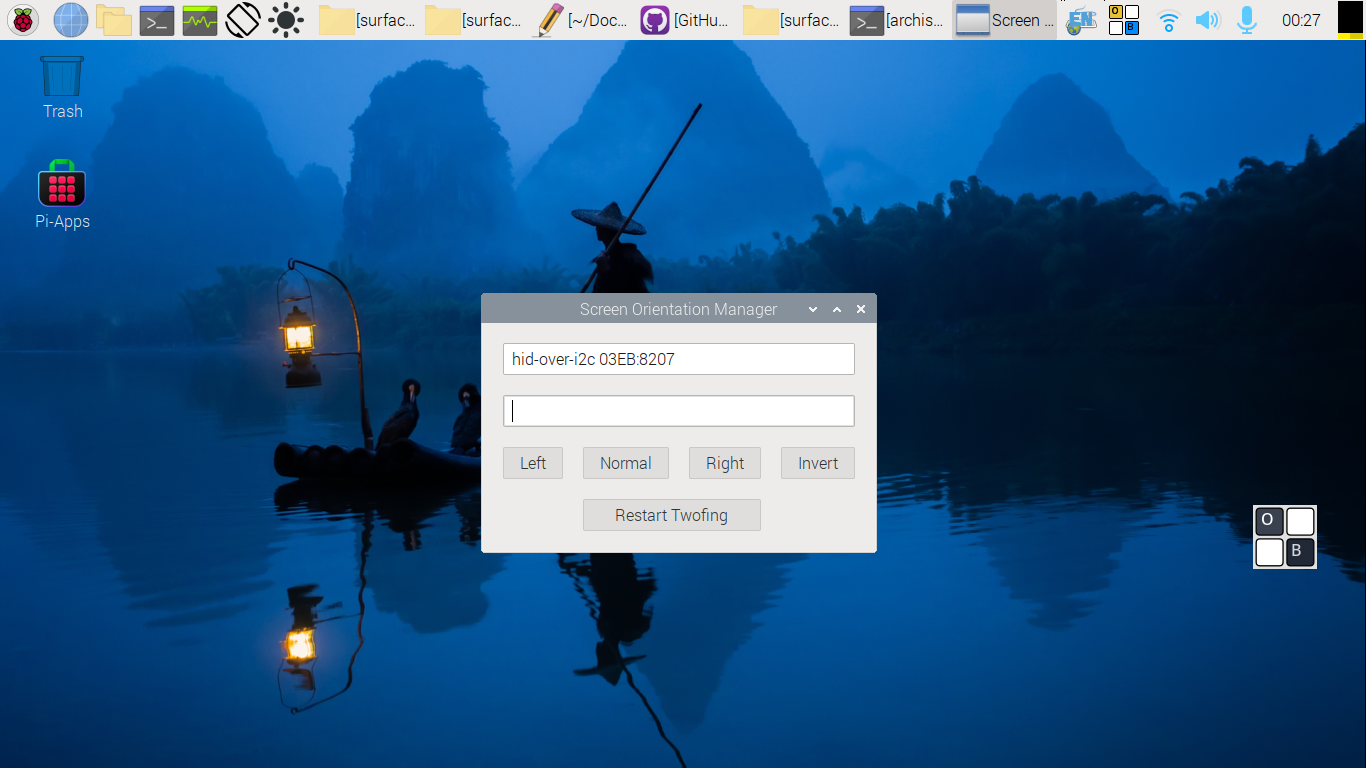 [surfac... [surfac... [~/Doc... [GitHu... [surfac... [archis... Screen ... EN O B 00:27
Trash
Pi-Apps
Screen Orientation Manager
hid-over-i2c 03EB:8207
Left Normal Right Invert
Restart Twofing
O
B